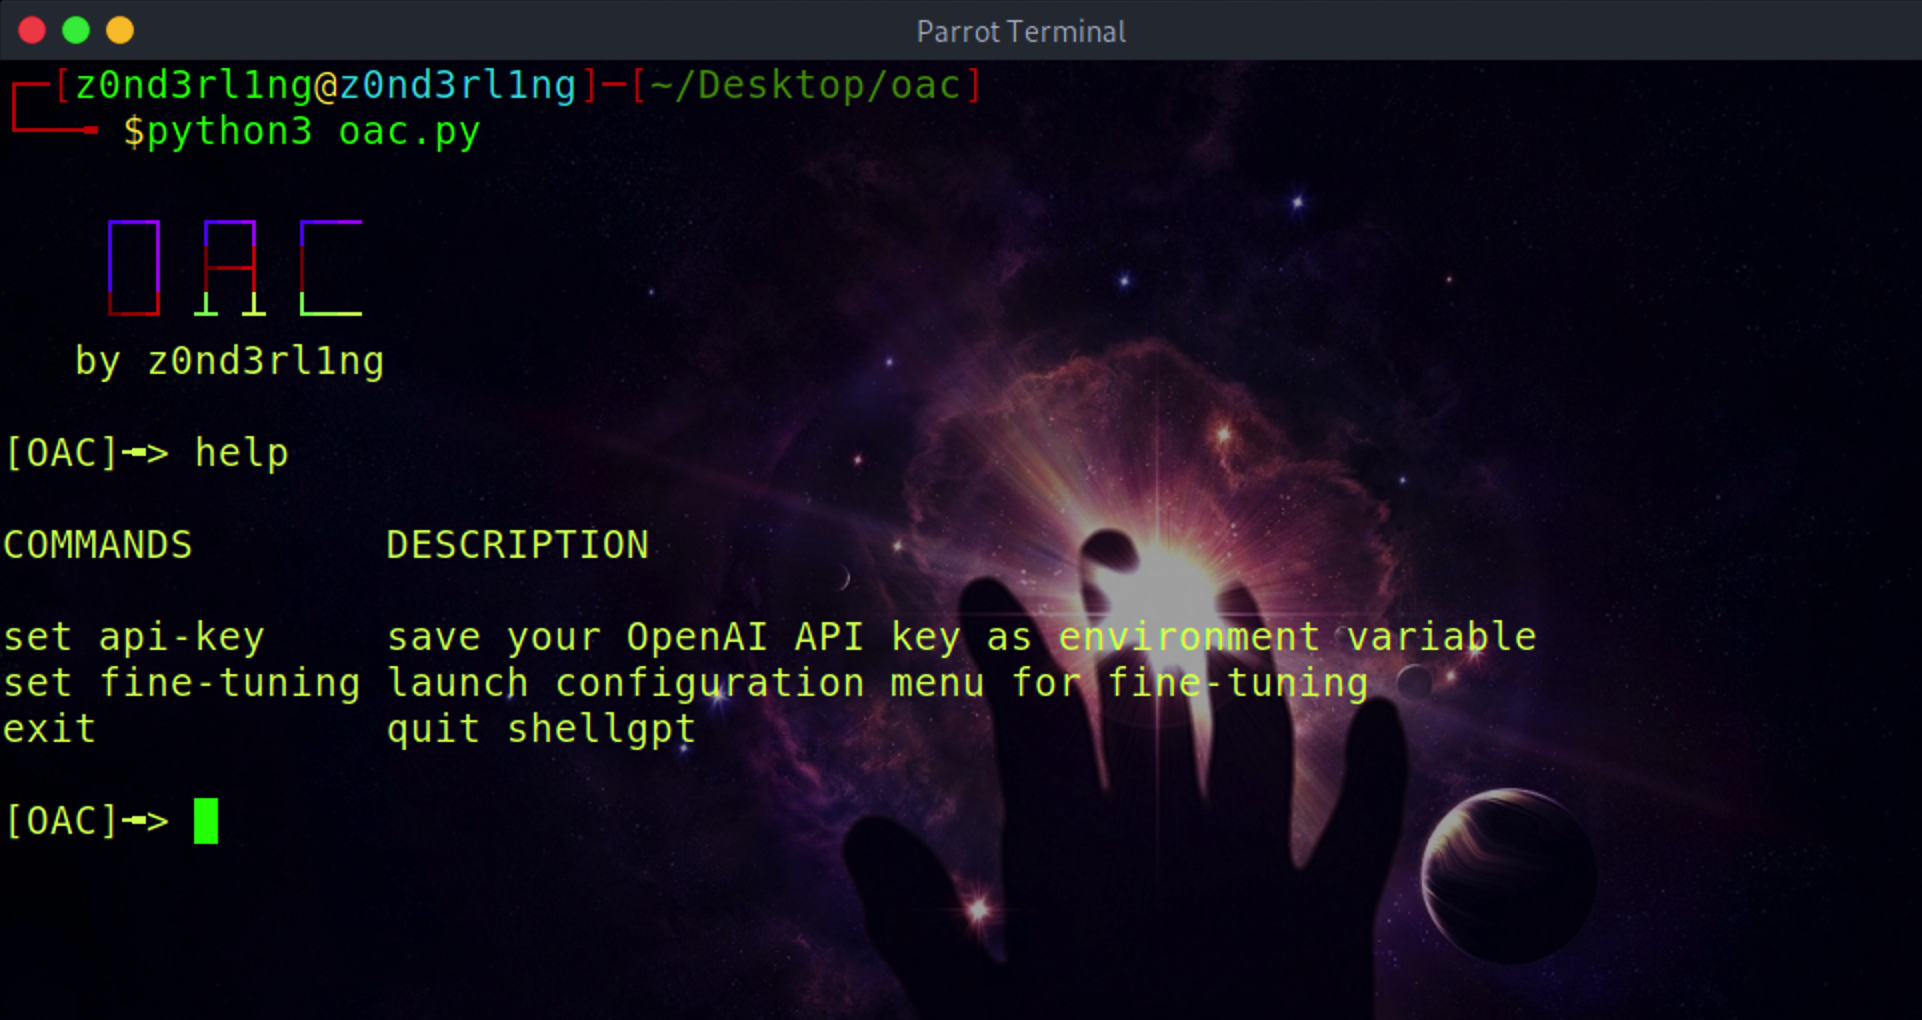 Parrot Terminal
[z0nd3rl1ng@z0nd3rl1ng]─[~/Desktop/oac]
$python3 oac.py
OAC
by z0nd3rl1ng
[OAC]─> help
COMMANDS DESCRIPTION
set api-key save your OpenAI API key as environment variable
set fine-tuning launch configuration menu for fine-tuning
exit quit shellgpt
[OAC]─>